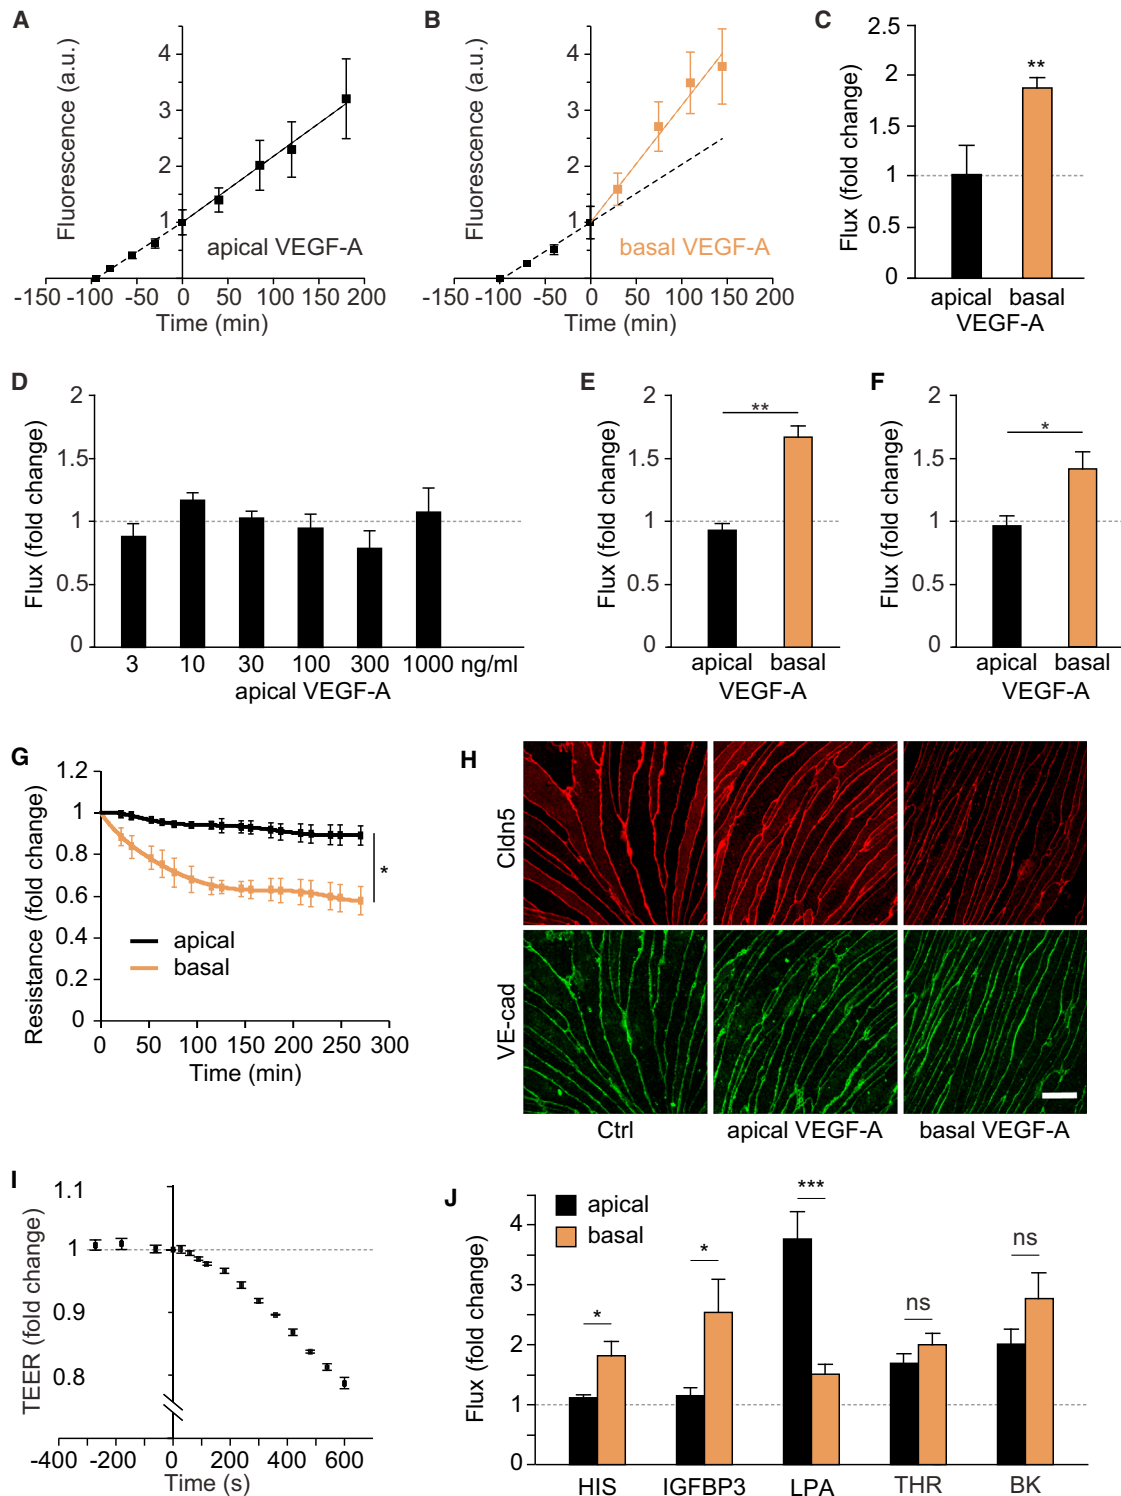 A
Fluorescence (a.u.)
4
3
2
1
apical VEGF-A
-150 -100 -50 0 50 100 150 200
Time (min)
B
Fluorescence (a.u.)
4
3
2
1
basal VEGF-A
-150 -100 -50 0 50 100 150 200
Time (min)
C
Flux (fold change)
2.5
2
1.5
1
0.5
0
**
apical basal
VEGF-A
D
Flux (fold change)
2
1.5
1
0.5
0
3 10 30 100 300 1000 ng/ml
apical VEGF-A
E
Flux (fold change)
2
1.5
1
0.5
0
**
apical basal
VEGF-A
F
Flux (fold change)
2
1.5
1
0.5
0
*
apical basal
VEGF-A
G
Resistance (fold change)
1.2
1
0.8
0.6
0.4
0.2
0
*
apical
basal
0 50 100 150 200 250 300
Time (min)
H
Cldn5
VE-cad
Ctrl apical VEGF-A basal VEGF-A
I
TEER (fold change)
1.1
1
0.9
0.8
-400 -200 0 200 400 600
Time (s)
J
Flux (fold change)
4
3
2
1
0
apical
basal
* * *** ns ns
HIS IGFBP3 LPA THR BK